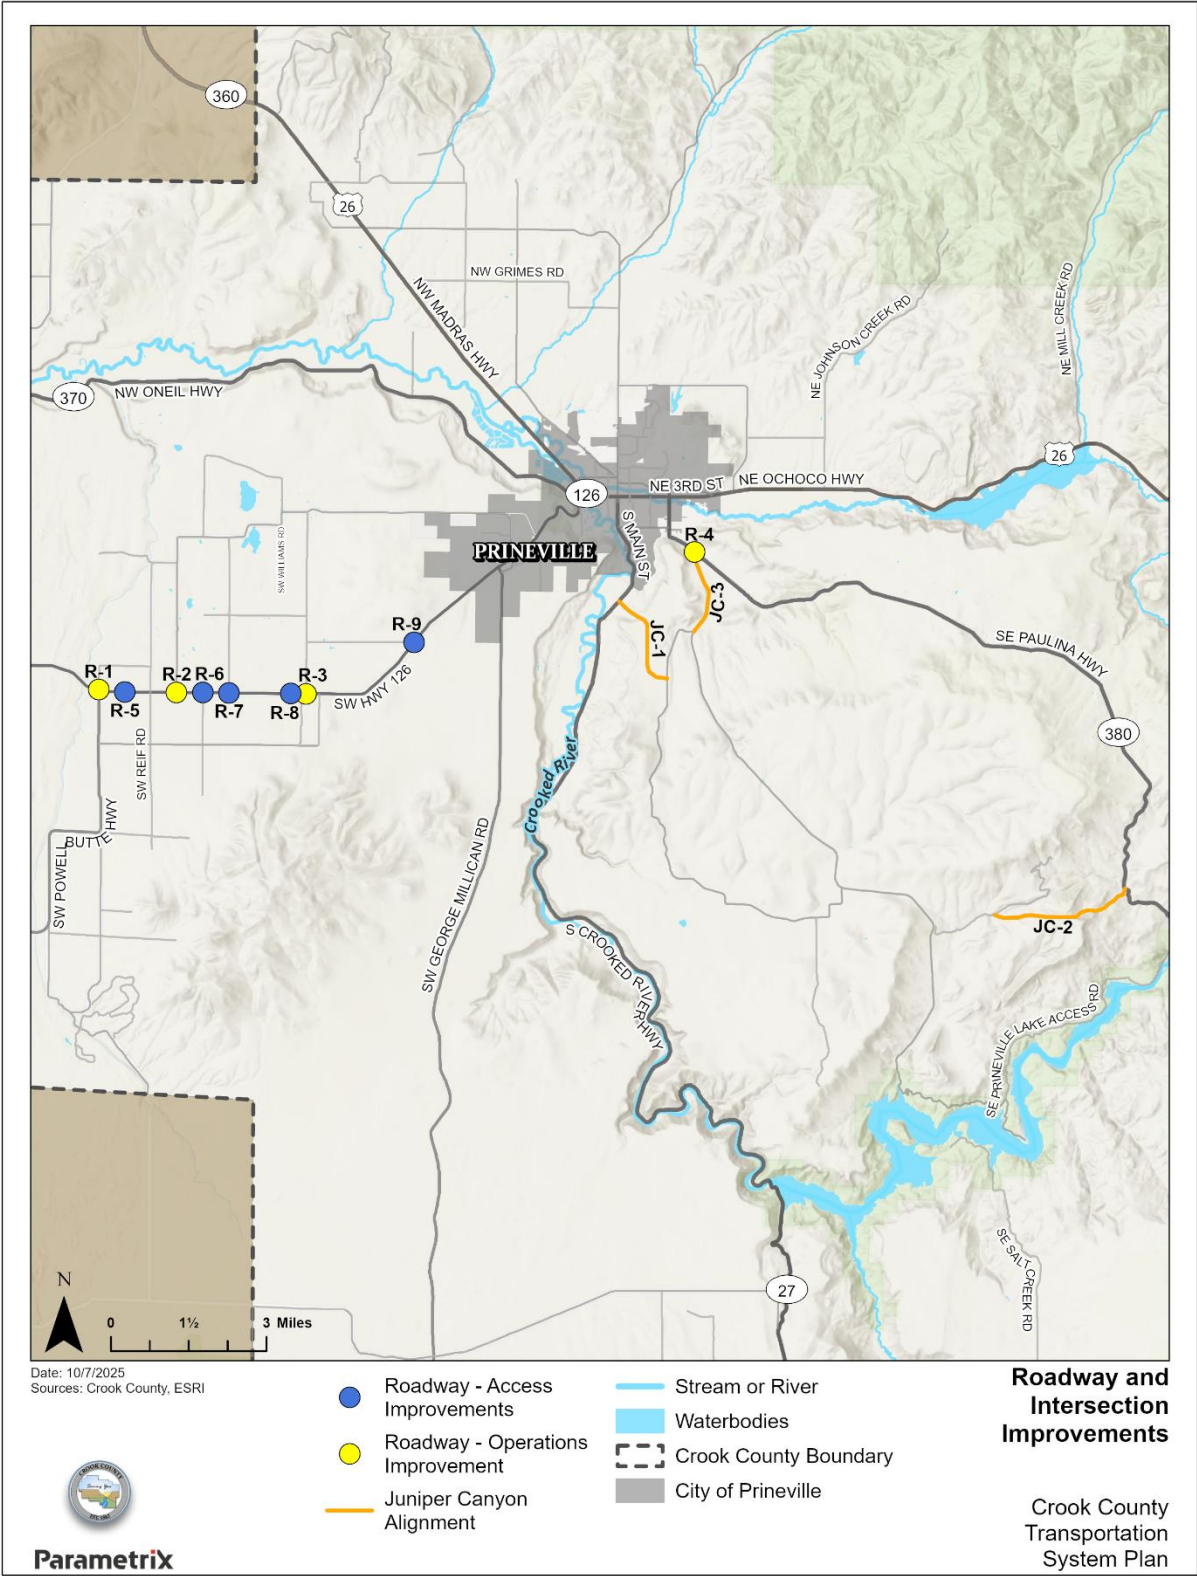 360
26
NW GRIMES RD
NW MADRAS HWY
NE JOHNSON CREEK RD
NE MILL CREEK RD
370
NW ONEIL HWY
26
126
NE 3RD ST
NE OCHOCO HWY
S MAIN ST
R-4
PRINEVILLE
SW WILLIAMS RD
JC-3
JC-1
R-9
SE PAULINA HWY
R-1
R-2
R-6
R-3
R-5
R-7
R-8
SW HWY 126
380
SW REIF RD
Crooked River
BUTTE HWY
SW POWELL
SW GEORGE MILLICAN RD
JC-2
S CROOKED RIVER HWY
SE PRINEVILLE LAKE ACCESS RD
SE SALT CREEK RD
27
N
0 1½ 3 Miles
Date: 10/7/2025
Sources: Crook County, ESRI
Roadway - Access
Improvements
Roadway - Operations
Improvement
Juniper Canyon
Alignment
Stream or River
Waterbodies
Crook County Boundary
City of Prineville
Roadway and
Intersection
Improvements
Crook County
Transportation
System Plan
CROOK COUNTY
Parametrix